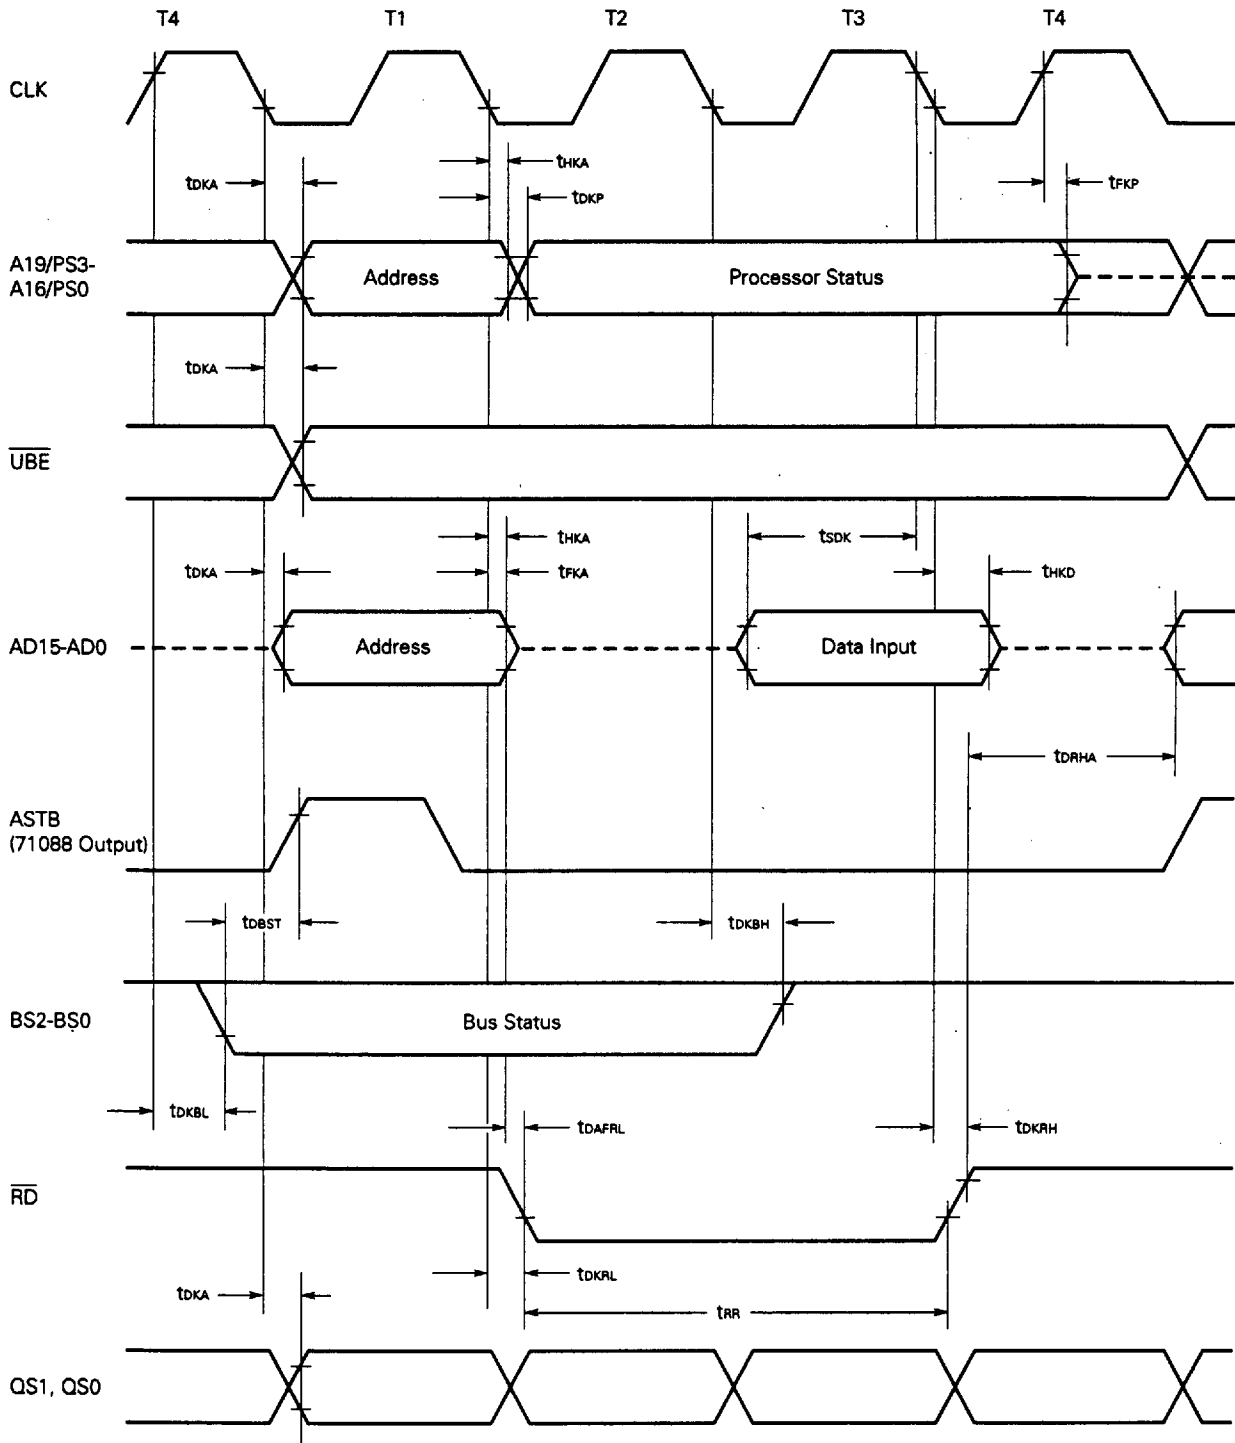 T4 T1 T2 T3 T4
CLK
tHKA
tDKA
tDKP
tFKP
A19/PS3-
A16/PS0
Address
Processor Status
tDKA
UBE
tHKA
tSDK
tDKA
tFKA
tHKD
AD15-AD0
Address
Data Input
tDRHA
ASTB
(71088 Output)
tDBST
tDKBH
BS2-BS0
Bus Status
tDKBL
tDAFRL
tDKRH
RD
tDKRL
tDKA
tRR
QS1, QS0